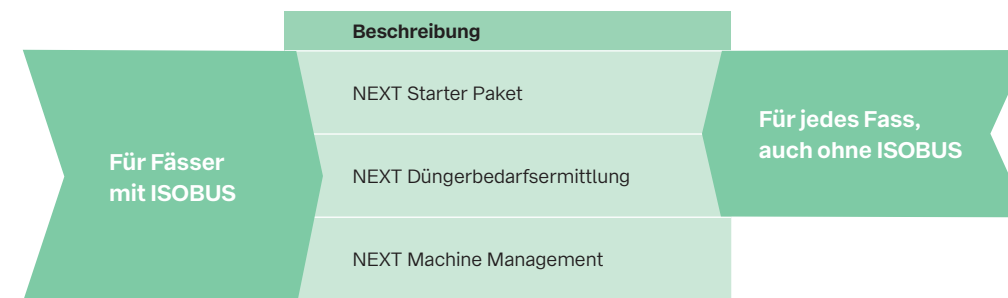 Beschreibung
NEXT Starter Paket
Für jedes Fass,
auch ohne ISOBUS
Für Fässer
mit ISOBUS
NEXT Düngerbedarfsermittlung
NEXT Machine Management